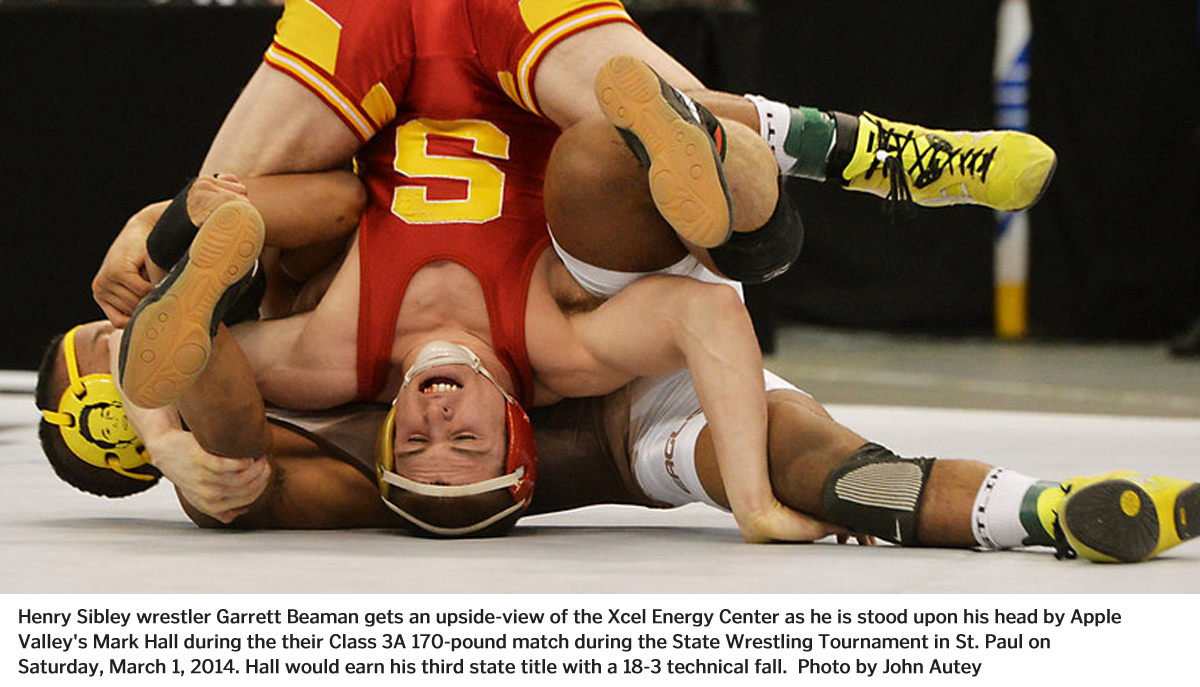 S
Henry Sibley wrestler Garrett Beaman gets an upside-view of the Xcel Energy Center as he is stood upon his head by Apple
Valley's Mark Hall during the their Class 3A 170-pound match during the State Wrestling Tournament in St. Paul on
Saturday, March 1, 2014. Hall would earn his third state title with a 18-3 technical fall. Photo by John Autey